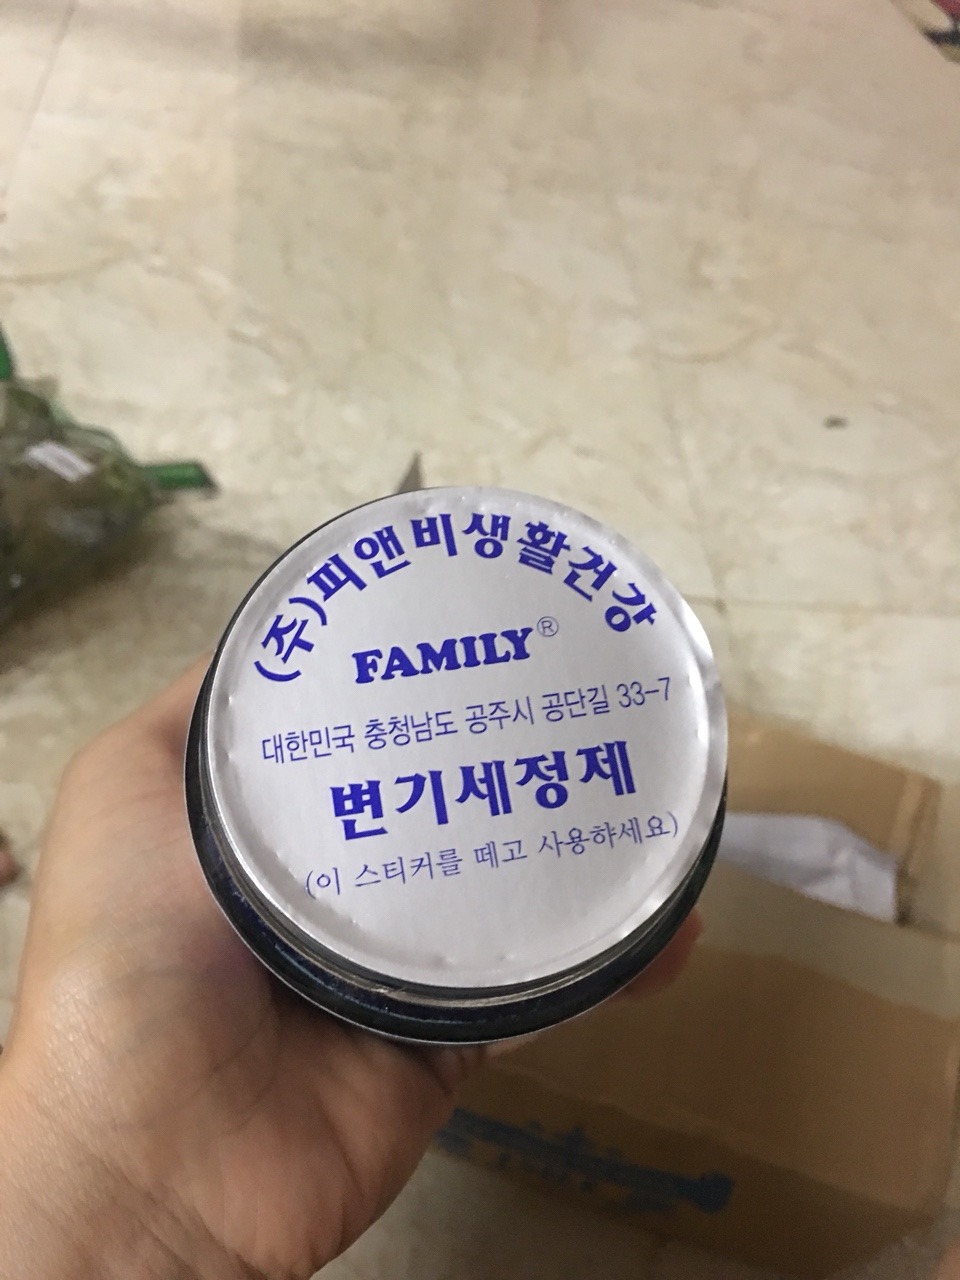 (주)피앤비생활건강
FAMILY®
대한민국 충청남도 공주시 공단길 33-7
변기세정제
(이 스티커를 떼고 사용하세요)